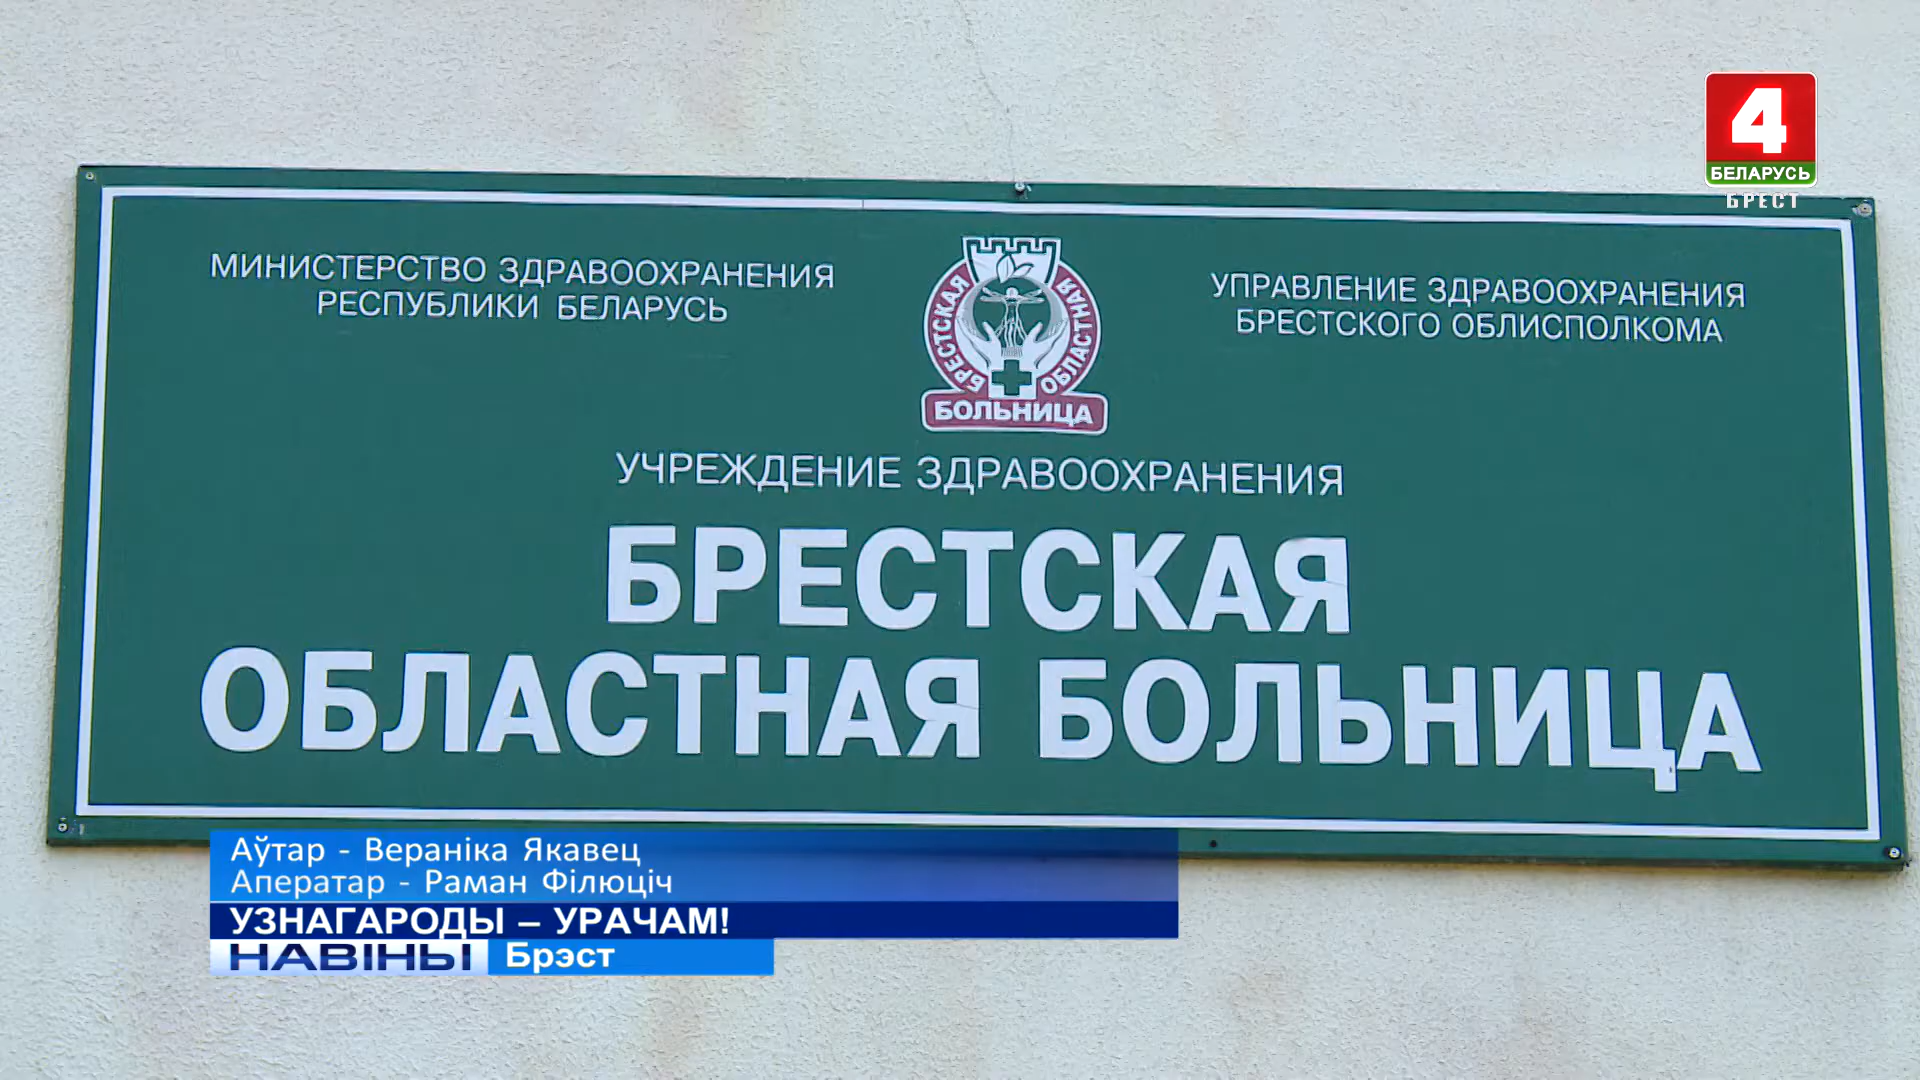 4
БЕЛАРУСЬ
БРЕСТ
МИНИСТЕРСТВО ЗДРАВООХРАНЕНИЯ
РЕСПУБЛИКИ БЕЛАРУСЬ
БРЕСТСКАЯ ОБЛАСТНАЯ
БОЛЬНИЦА
УПРАВЛЕНИЕ ЗДРАВООХРАНЕНИЯ
БРЕСТСКОГО ОБЛИСПОЛКОМА
УЧРЕЖДЕНИЕ ЗДРАВООХРАНЕНИЯ
БРЕСТСКАЯ
ОБЛАСТНАЯ БОЛЬНИЦА
Аўтар - Вераніка Якавец
Аператар - Раман Філюціч
УЗНАГАРОДЫ – УРАЧАМ!
НАВІНЫ Брэст